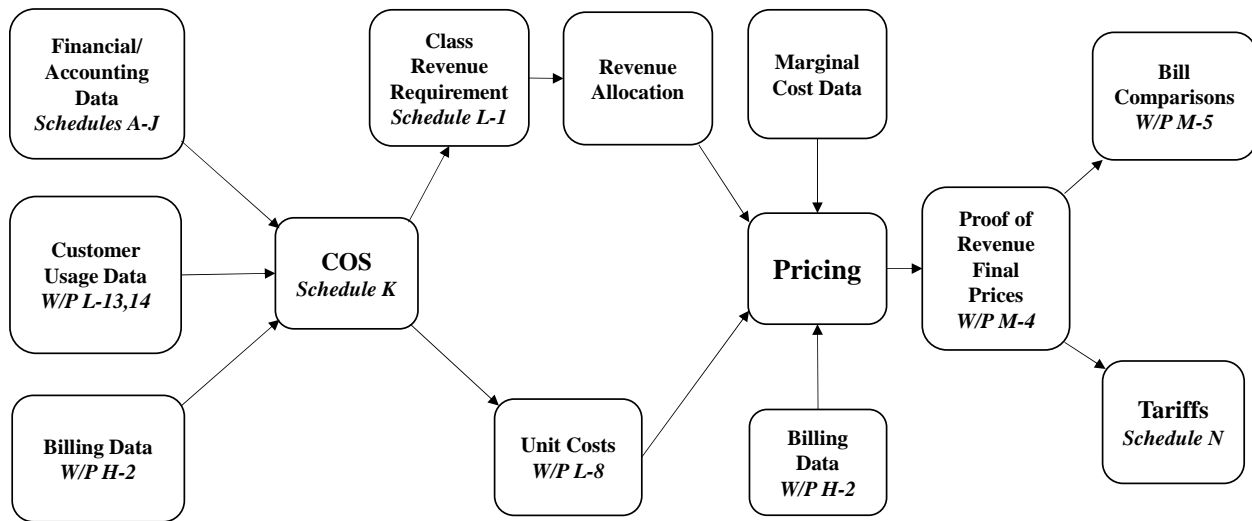 Financial/
Accounting
Data
Schedules A-J
Customer
Usage Data
W/P L-13,14
Billing Data
W/P H-2
COS
Schedule K
Class
Revenue
Requirement
Schedule L-1
Revenue
Allocation
Unit Costs
W/P L-8
Marginal
Cost Data
Pricing
Billing
Data
W/P H-2
Proof of
Revenue
Final
Prices
W/P M-4
Bill
Comparisons
W/P M-5
Tariffs
Schedule N